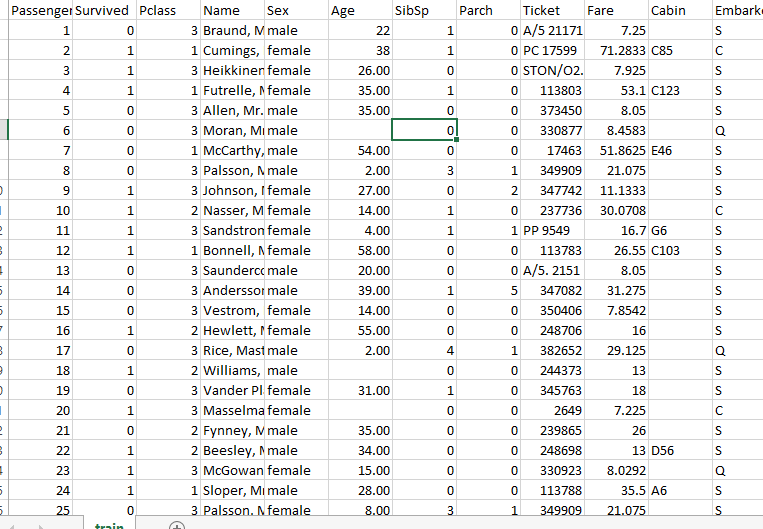 Passenger Survived Pclass Name Sex Age SibSp Parch Ticket Fare Cabin Embark
1 0 3 Braund, M male 22 1 0 A/5 21171 7.25 S
2 1 1 Cumings, female 38 1 0 PC 17599 71.2833 C85 C
3 1 3 Heikkinen female 26.00 0 0 STON/O2. 7.925 S
4 1 1 Futrelle, M female 35.00 1 0 113803 53.1 C123 S
5 0 3 Allen, Mr. male 35.00 0 0 373450 8.05 S
6 0 3 Moran, Mr male 0 0 330877 8.4583 Q
7 0 1 McCarthy, male 54.00 0 0 17463 51.8625 E46 S
8 0 3 Palsson, M male 2.00 3 1 349909 21.075 S
9 1 3 Johnson, female 27.00 0 2 347742 11.1333 S
10 1 2 Nasser, M female 14.00 1 0 237736 30.0708 C
11 1 3 Sandstrom female 4.00 1 1 PP 9549 16.7 G6 S
12 1 1 Bonnell, M female 58.00 0 0 113783 26.55 C103 S
13 0 3 Saunderco male 20.00 0 0 A/5. 2151 8.05 S
14 0 3 Andersson male 39.00 1 5 347082 31.275 S
15 0 3 Vestrom, female 14.00 0 0 350406 7.8542 S
16 1 2 Hewlett, female 55.00 0 0 248706 16 S
17 0 3 Rice, Mast male 2.00 4 1 382652 29.125 Q
18 1 2 Williams, male 0 0 244373 13 S
19 0 3 Vander Pl female 31.00 1 0 345763 18 S
20 1 3 Masselma female 0 0 2649 7.225 C
21 0 2 Fynney, M male 35.00 0 0 239865 26 S
22 1 2 Beesley, M male 34.00 0 0 248698 13 D56 S
23 1 3 McGowan female 15.00 0 0 330923 8.0292 Q
24 1 1 Sloper, Mr male 28.00 0 0 113788 35.5 A6 S
25 0 3 Palsson, M female 8.00 3 1 349909 21.075 S
train